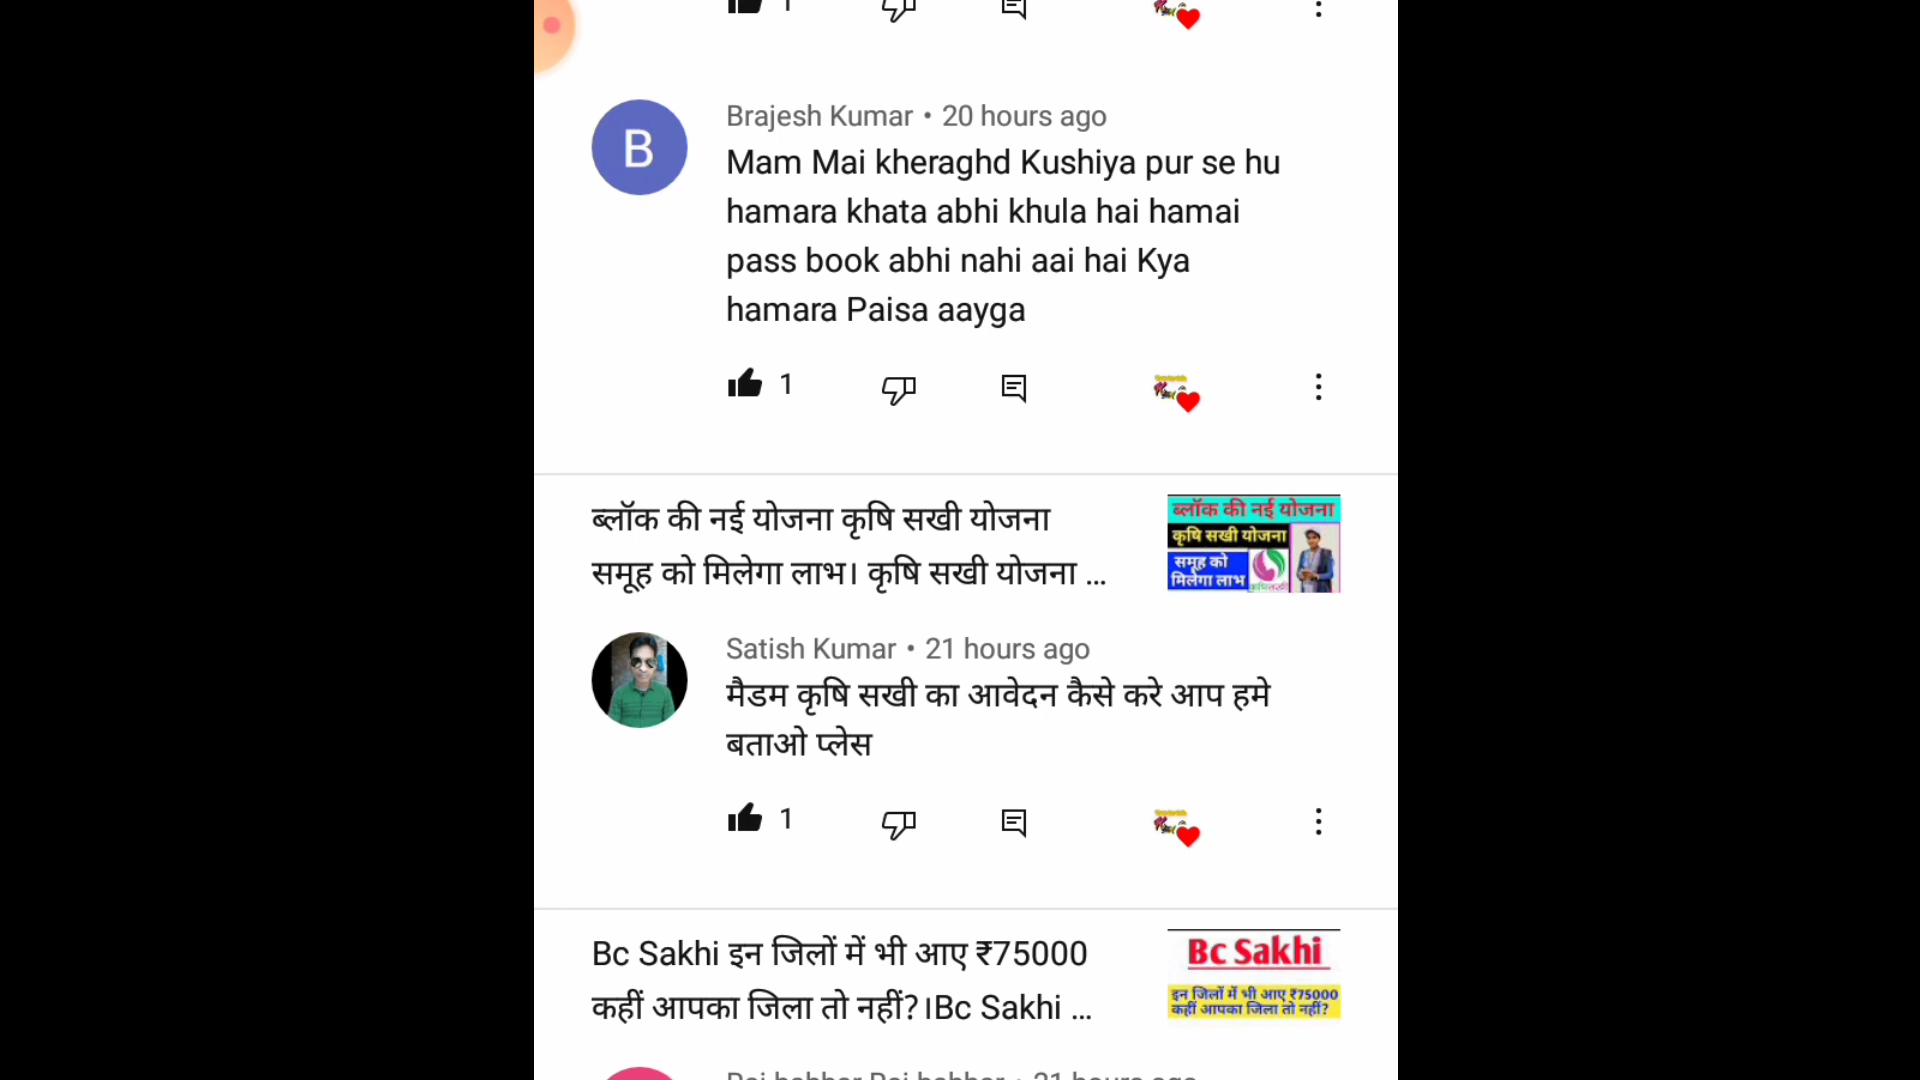 1
Brajesh Kumar • 20 hours ago
Mam Mai kheraghd Kushiya pur se hu
hamara khata abhi khula hai hamai
pass book abhi nahi aai hai Kya
hamara Paisa aayga
1
ब्लॉक की नई योजना कृषि सखी योजना
समूह को मिलेगा लाभ। कृषि सखी योजना ...
ब्लॉक की नई योजना
कृषि सखी योजना
समूह को
मिलेगा लाभ
Satish Kumar • 21 hours ago
मैडम कृषि सखी का आवेदन कैसे करे आप हमे
बताओ प्लेस
1
Bc Sakhi इन जिलों में भी आए ₹75000
कहीं आपका जिला तो नहीं?।Bc Sakhi ...
Bc Sakhi
इन जिलों में भी आए ₹75000
कहीं आपका जिला तो नहीं?